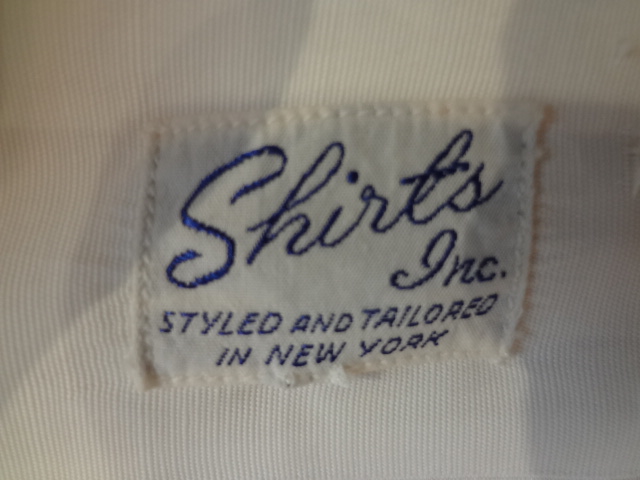 Shirts
Inc.
STYLED AND TAILORED
IN NEW YORK